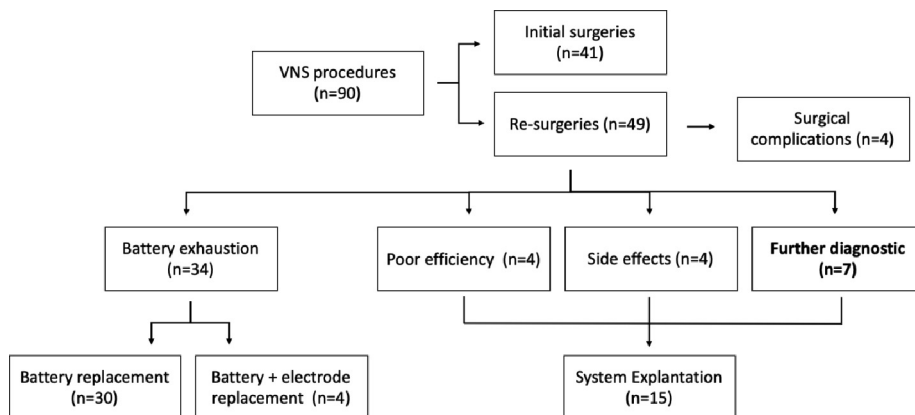 Initial surgeries
(n=41)
VNS procedures
(n=90)
Re-surgeries (n=49)
Surgical
complications (n=4)
Battery exhaustion
(n=34)
Poor efficiency (n=4)
Side effects (n=4)
Further diagnostic
(n=7)
Battery replacement
(n=30)
Battery + electrode
replacement (n=4)
System Explantation
(n=15)